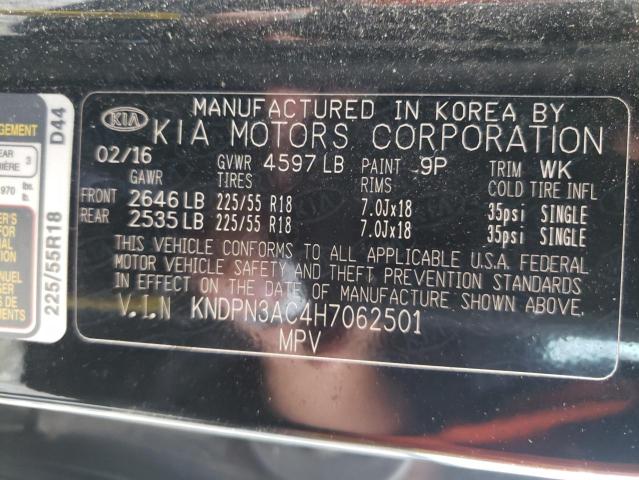 MANUFACTURED IN KOREA BY
KIA KIA MOTORS CORPORATION
02/16 GVWR 4597 LB PAINT 9P TRIM WK
GAWR TIRES RIMS COLD TIRE INFL
FRONT 2646 LB 225/55 R18 7.0Jx18 35psi SINGLE
REAR 2535 LB 225/55 R18 7.0Jx18 35psi SINGLE
THIS VEHICLE CONFORMS TO ALL APPLICABLE U.S.A. FEDERAL
MOTOR VEHICLE SAFETY AND THEFT PREVENTION STANDARDS
IN EFFECT ON THE DATE OF MANUFACTURE SHOWN ABOVE.
V.I.N KNDPN3AC4H7062501
MPV
225/55R18 D44
3
970 lbs.